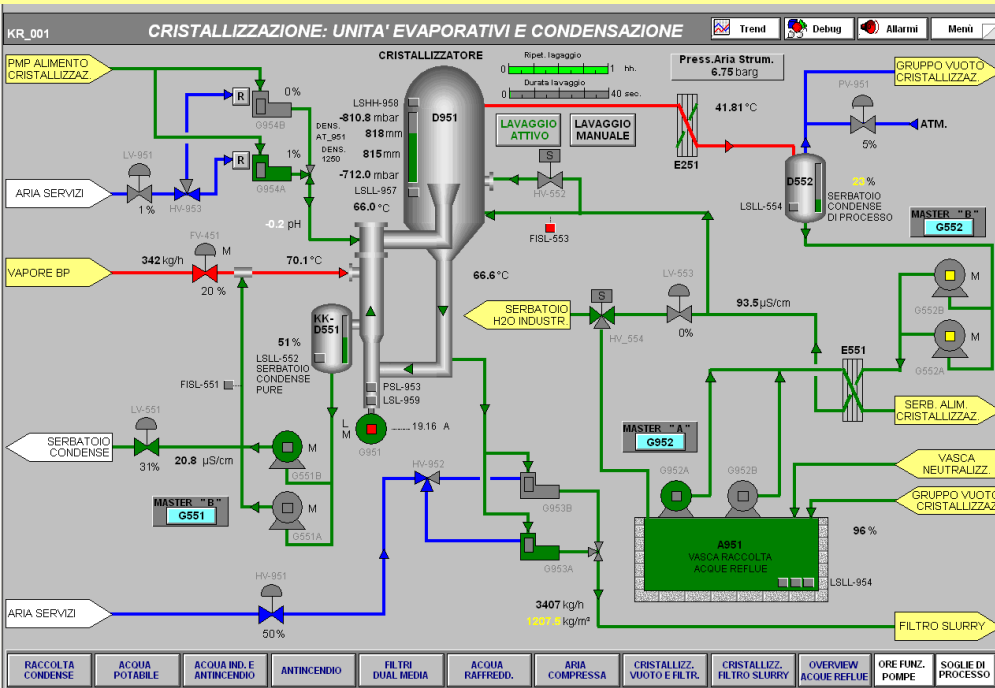 KR_001
CRISTALLIZZAZIONE: UNITA' EVAPORATIVI E CONDENSAZIONE
Trend
Debug
Allarmi
Menù
PMP ALIMENTO
CRISTALLIZZAZ.
0%
G954B
1%
G954A
R
R
LV-951
1%
HV-953
ARIA SERVIZI
DENS.
AT_951
DENS.
1250
-0.2 pH
CRISTALLIZZATORE
LSHH-958
-810.8 mbar
818 mm
815 mm
-712.0 mbar
LSLL-957
66.0 °C
D951
Ripet. lagaggio
0
1 hh.
Durata lavaggio
0
40 sec.
LAVAGGIO
ATTIVO
LAVAGGIO
MANUALE
Press.Aria Strum.
6.75 barg
E251
41.81 °C
GRUPPO VUOTO
CRISTALLIZZAZ.
PV-951
5%
ATM.
D552
23 %
LSLL-554
SERBATOIO
CONDENSE
DI PROCESSO
MASTER "B"
G552
S
HV-552
FISL-553
FV-451
M
342 kg/h
20 %
70.1 °C
VAPORE BP
66.6 °C
SERBATOIO
H2O INDUSTR.
S
HV_554
LV-553
0%
93.5 µS/cm
M
G552B
M
G552A
E551
SERB. ALIM.
CRISTALLIZZAZ.
KK-
D551
51 %
LSLL-552
SERBATOIO
CONDENSE
PURE
FISL-551
PSL-953
LSL-959
L
M
G951
19.16 A
LV-551
31%
SERBATOIO
CONDENSE
20.8 µS/cm
M
G551B
M
G551A
MASTER "B"
G551
HV-952
G953B
G953A
MASTER "A"
G952
G952A
G952B
VASCA
NEUTRALIZZ.
GRUPPO VUOTO
CRISTALLIZZAZ
96 %
A951
VASCA RACCOLTA
ACQUE REFLUE
LSLL-954
HV-951
50%
ARIA SERVIZI
3407 kg/h
1207.5 kg/m³
FILTRO SLURRY
RACCOLTA
CONDENSE
ACQUA
POTABILE
ACQUA IND. E
ANTINCENDIO
ANTINCENDIO
FILTRI
DUAL MEDIA
ACQUA
RAFFREDD.
ARIA
COMPRESSA
CRISTALLIZZ.
VUOTO E FILTR.
CRISTALLIZZ.
FILTRO SLURRY
OVERVIEW
ACQUE REFLUE
ORE FUNZ.
POMPE
SOGLIE DI
PROCESSO